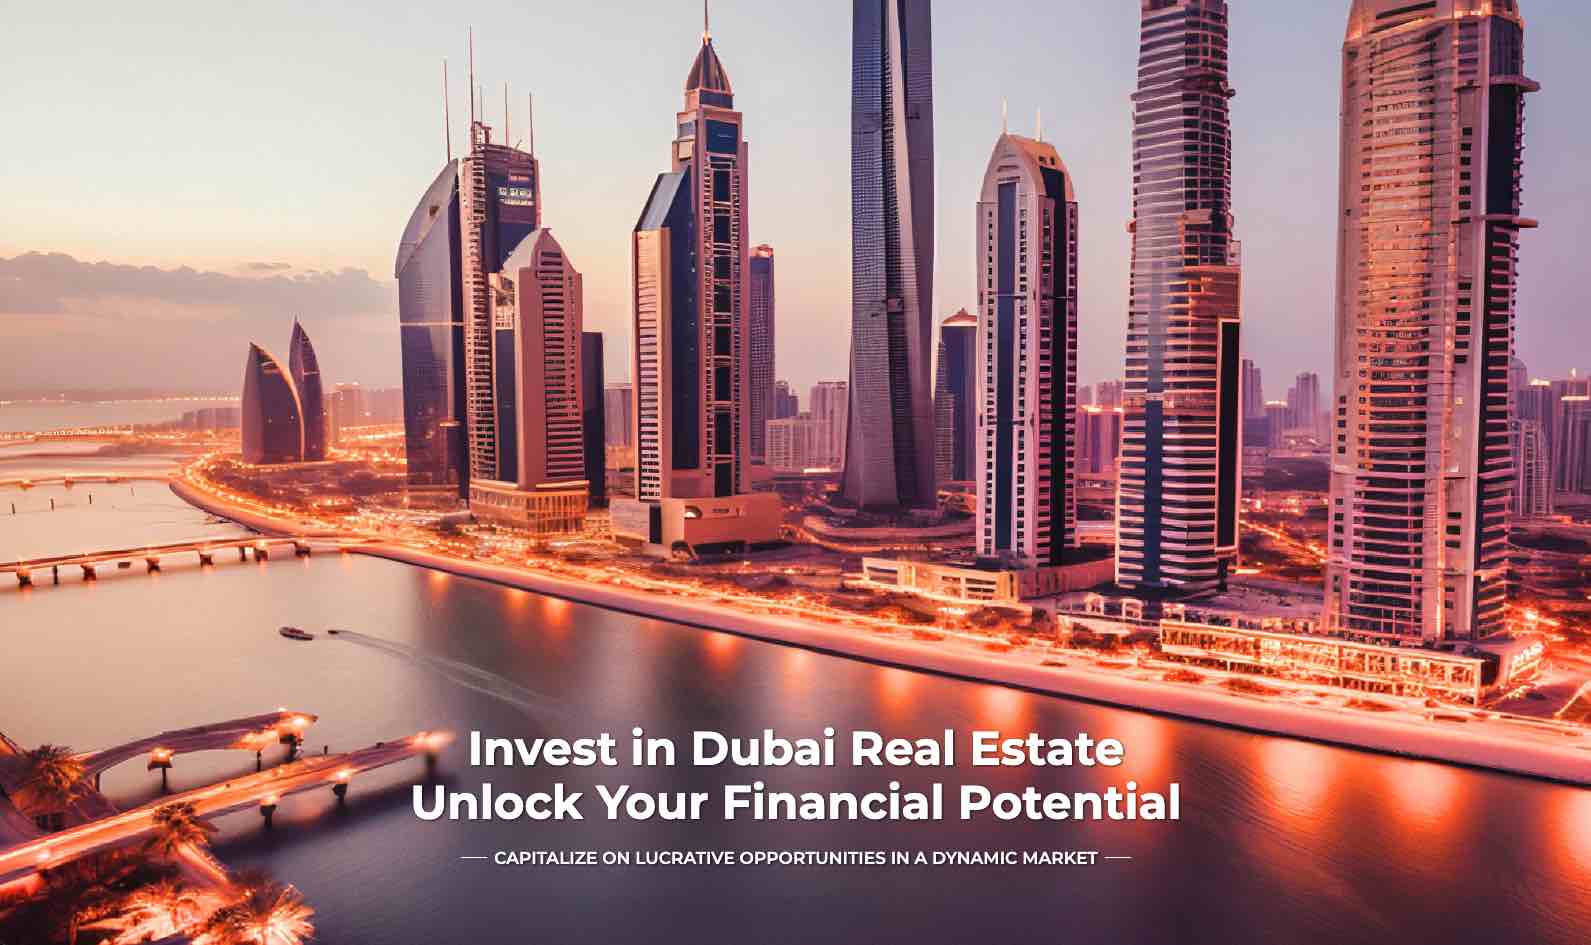 Invest in Dubai Real Estate
Unlock Your Financial Potential
CAPITALIZE ON LUCRATIVE OPPORTUNITIES IN A DYNAMIC MARKET